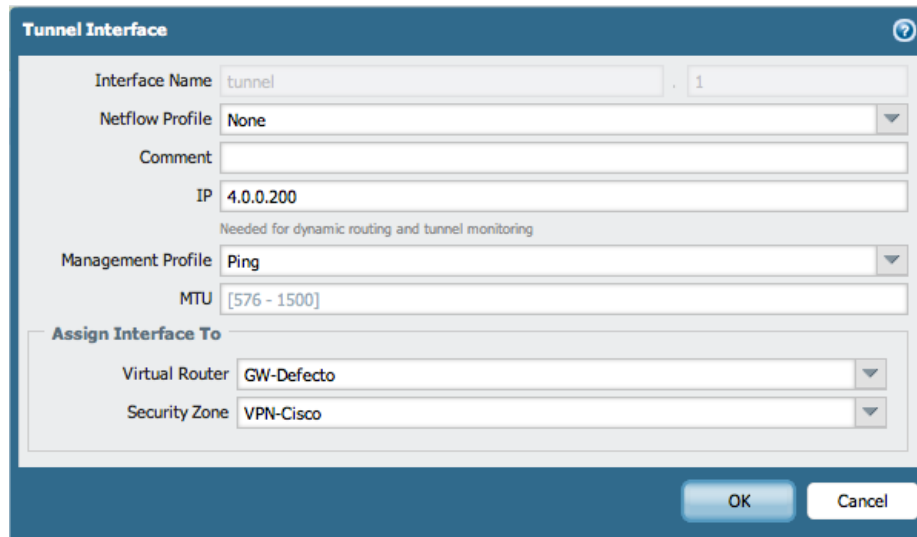 Tunnel Interface
Interface Name tunnel . 1
Netflow Profile None
Comment
IP 4.0.0.200
Needed for dynamic routing and tunnel monitoring
Management Profile Ping
MTU [576 - 1500]
Assign Interface To
Virtual Router GW-Defecto
Security Zone VPN-Cisco
OK Cancel